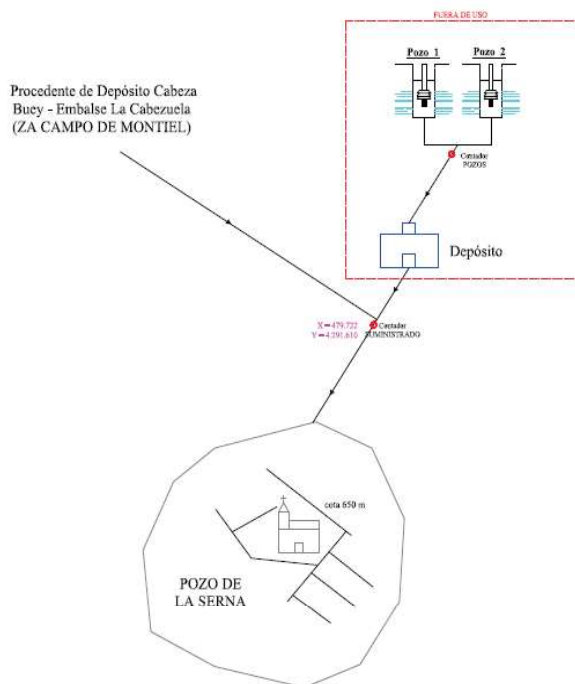 FUERA DE USO
Pozo 1 Pozo 2
Procedente de Depósito Cabeza
Buey - Embalse La Cabezuela
(ZA CAMPO DE MONTIEL)
Contador
POZOS
Depósito
X=479.722
Y=4.291.610
Contador
SUMINISTRADO
cota 650 m
POZO DE
LA SERNA